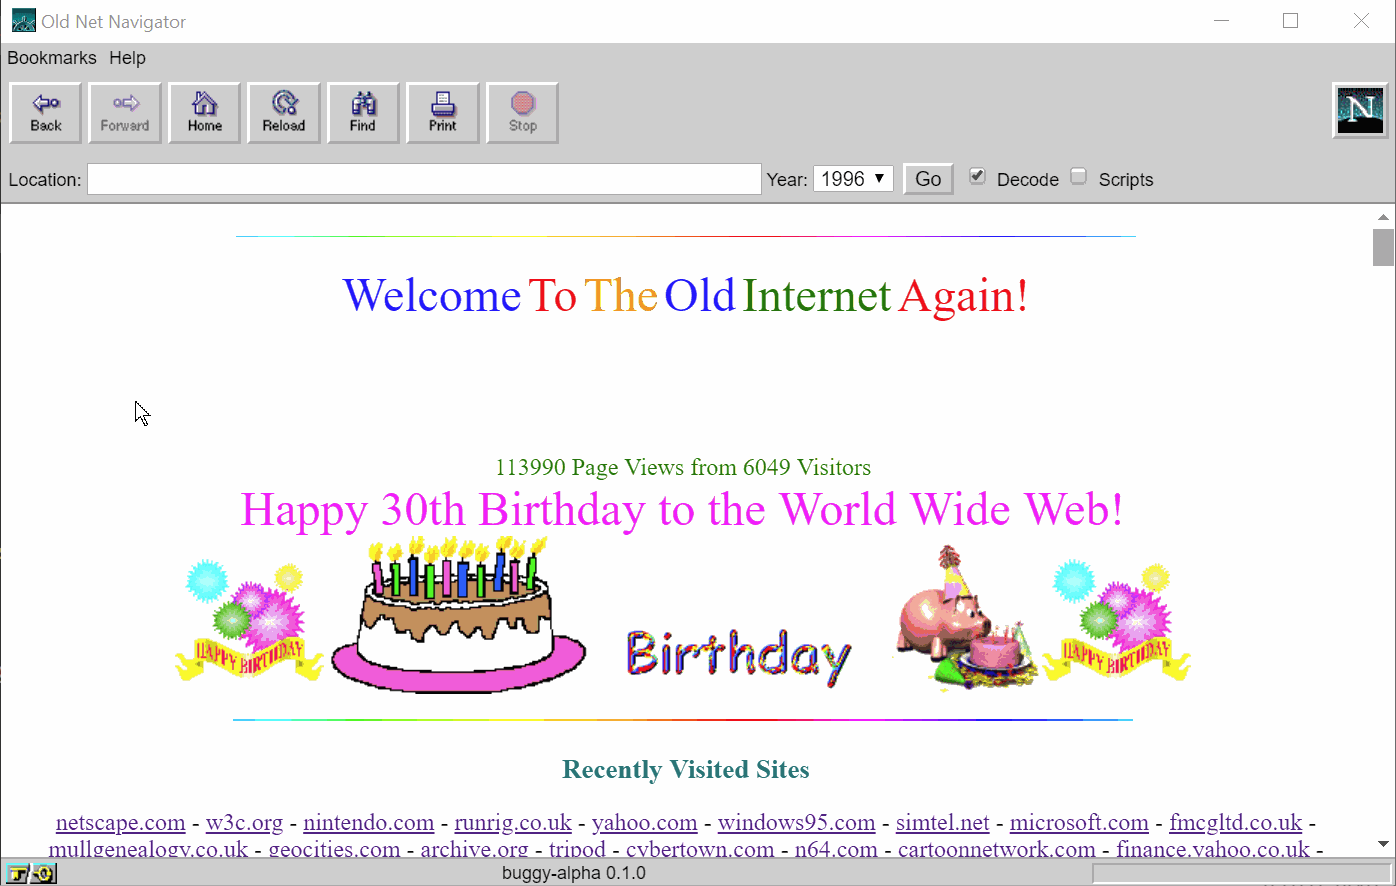 Old Net Navigator
Bookmarks Help
Back Forward Home Reload Find Print Stop
N
Location: Year: 1996 Go Decode Scripts
Welcome To The Old Internet Again!
113990 Page Views from 6049 Visitors
Happy 30th Birthday to the World Wide Web!
HAPPY BIRTHDAY Birthday HAPPY BIRTHDAY
Recently Visited Sites
netscape.com - w3c.org - nintendo.com - runrig.co.uk - yahoo.com - windows95.com - simtel.net - microsoft.com - fmcgltd.co.uk -
mullgenealogy.co.uk - geocities.com - archive.org - tripod - cybertown.com - n64.com - cartoonnetwork.com - finance.yahoo.co.uk -
buggy-alpha 0.1.0